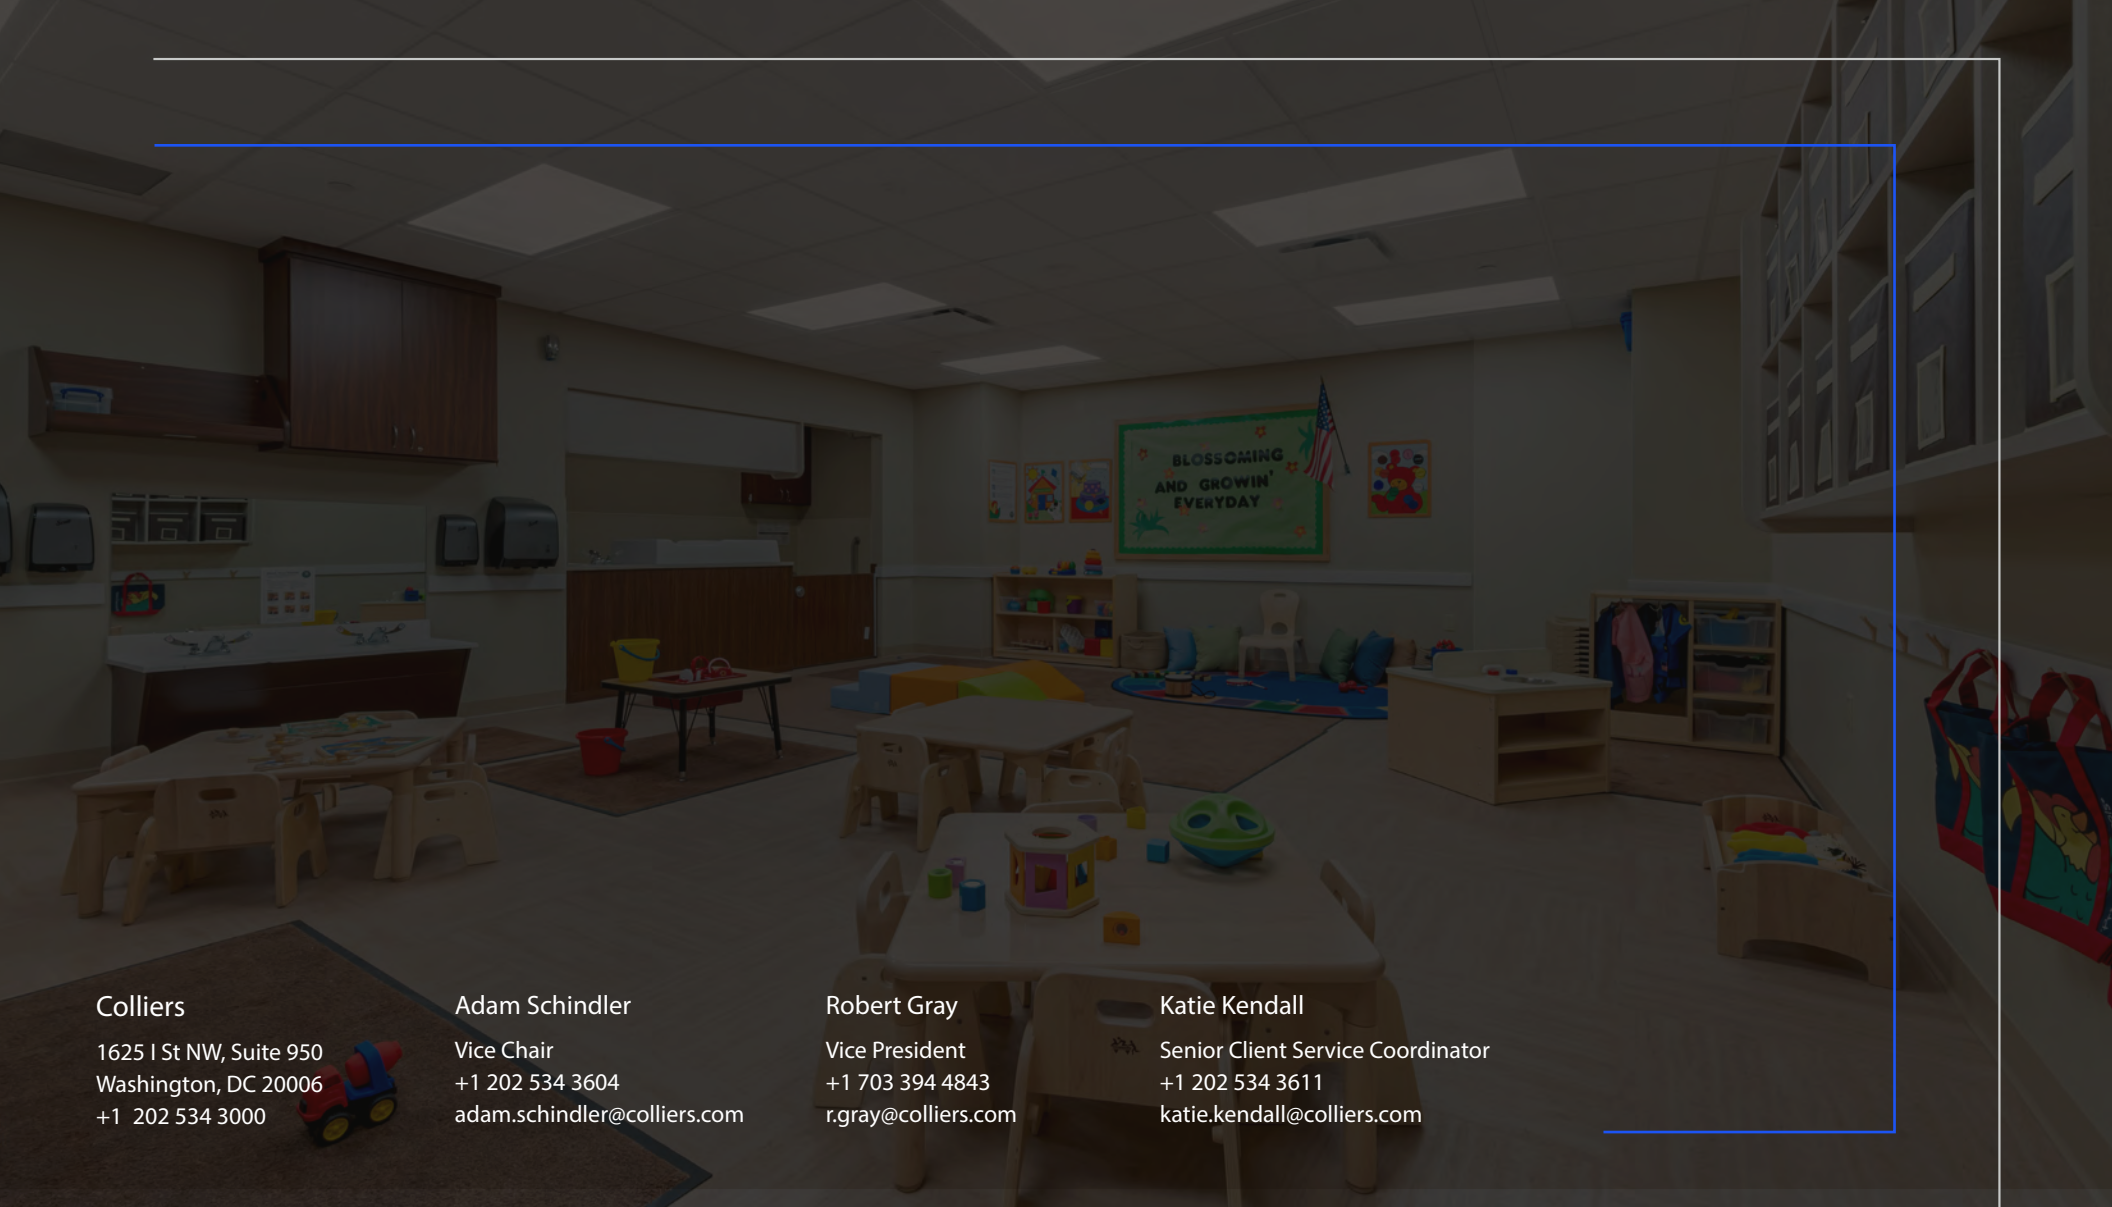 BLOSSOMING
AND GROWIN'
EVERYDAY
Colliers
1625 I St NW, Suite 950
Washington, DC 20006
+1 202 534 3000
Adam Schindler
Vice Chair
+1 202 534 3604
adam.schindler@colliers.com
Robert Gray
Vice President
+1 703 394 4843
r.gray@colliers.com
Katie Kendall
Senior Client Service Coordinator
+1 202 534 3611
katie.kendall@colliers.com